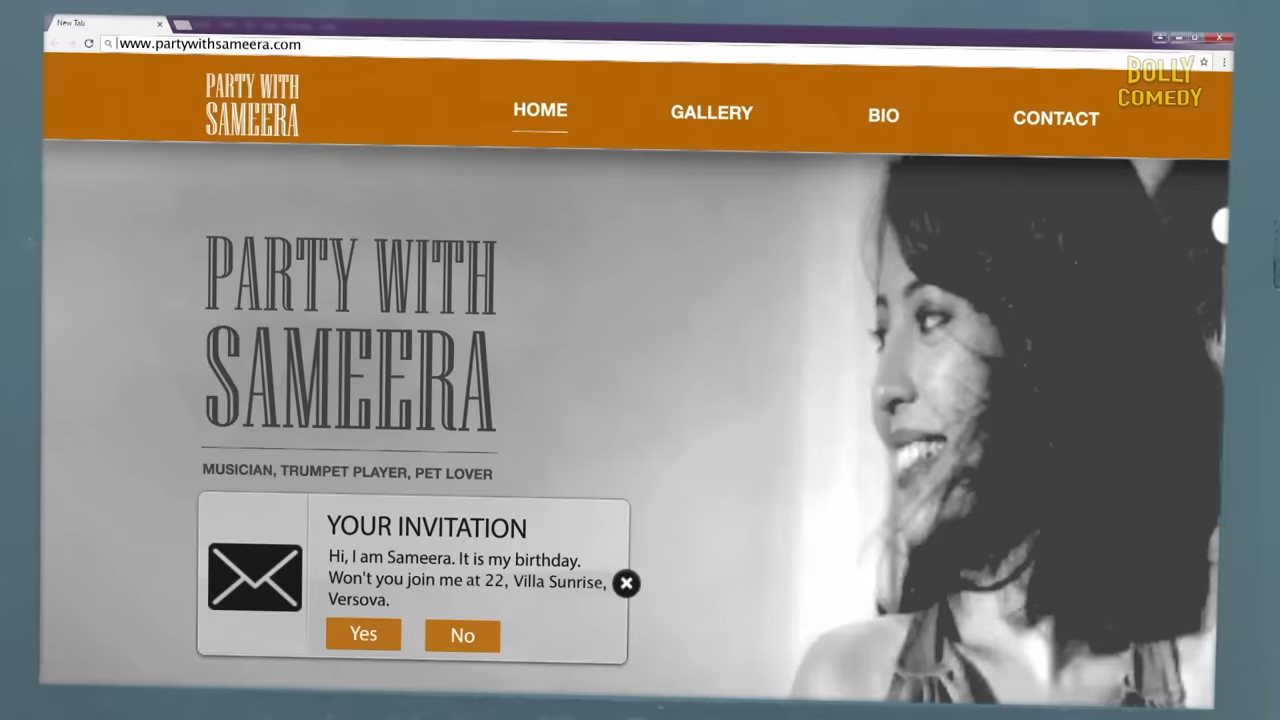 New Tab
www.partywithsameera.com
BOLLY
COMEDY
PARTY WITH
SAMEERA
HOME
GALLERY
BIO
CONTACT
PARTY WITH
SAMEERA
MUSICIAN, TRUMPET PLAYER, PET LOVER
YOUR INVITATION
Hi, I am Sameera. It is my birthday.
Won't you join me at 22, Villa Sunrise,
Versova.
Yes
No